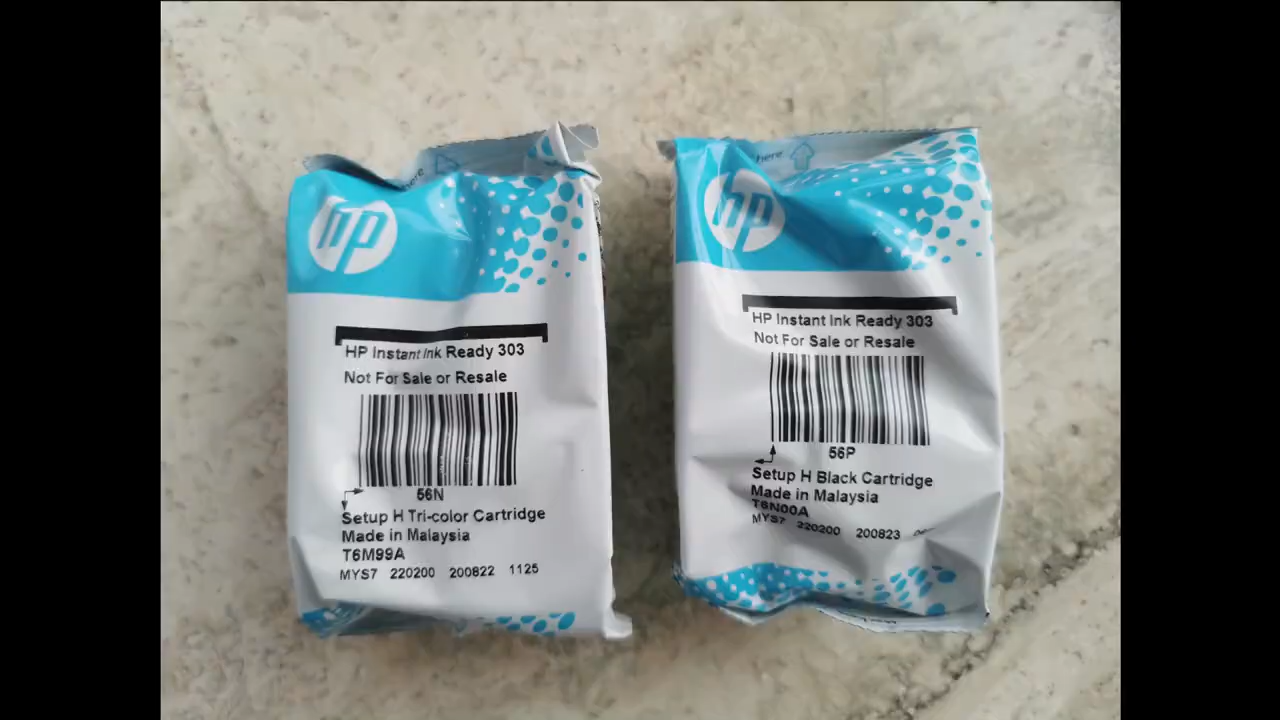 here
hp
HP Instant Ink Ready 303
Not For Sale or Resale
56N
Setup H Tri-color Cartridge
Made in Malaysia
T6M99A
MYS7 220200 200822 1125
here
hp
HP Instant Ink Ready 303
Not For Sale or Resale
56P
Setup H Black Cartridge
Made in Malaysia
T6N00A
MYS7 220200 200823